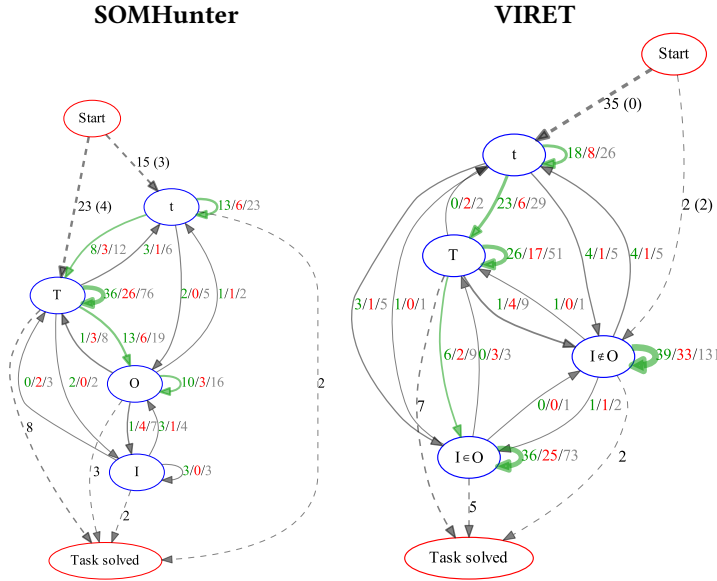 SOMHunter
VIRET
Start
35 (0)
Start
15 (3)
t
18/8/26
23 (4)
0/2/2
23/6/29
2 (2)
t
13/6/23
8/3/12
3/1/6
T
26/17/51
4/1/5
4/1/5
T
36/26/76
2/0/5
1/1/2
3/1/5
1/0/1
1/4/9
1/0/1
1/3/8
13/6/19
6/2/9
0/3/3
I∉O
39/33/131
0/2/3
2/0/2
O
10/3/16
2
7
0/0/1
1/1/2
8
1/4/7
3/1/4
3
I
3/0/3
I∈O
36/25/73
2
2
5
Task solved
Task solved